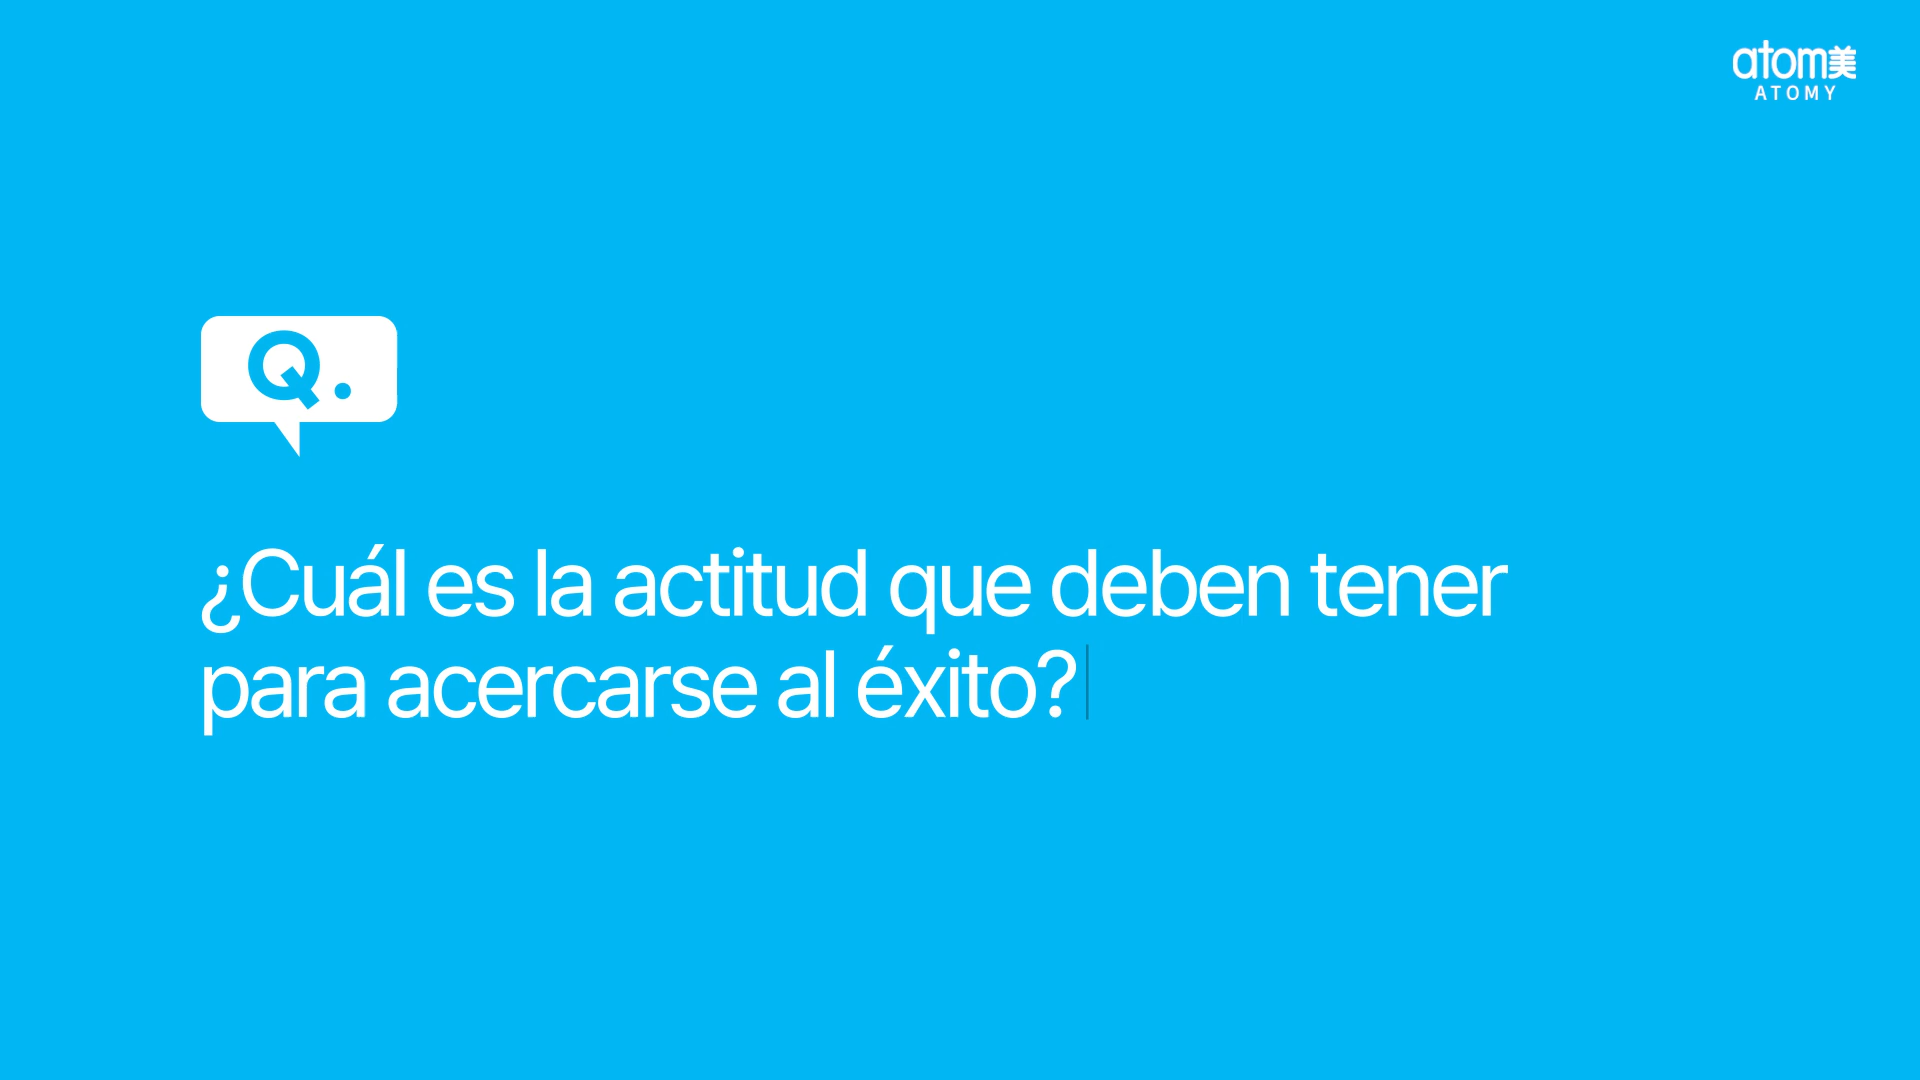 atom美
ATOMY
Q.
¿Cuál es la actitud que deben tener
para acercarse al éxito?